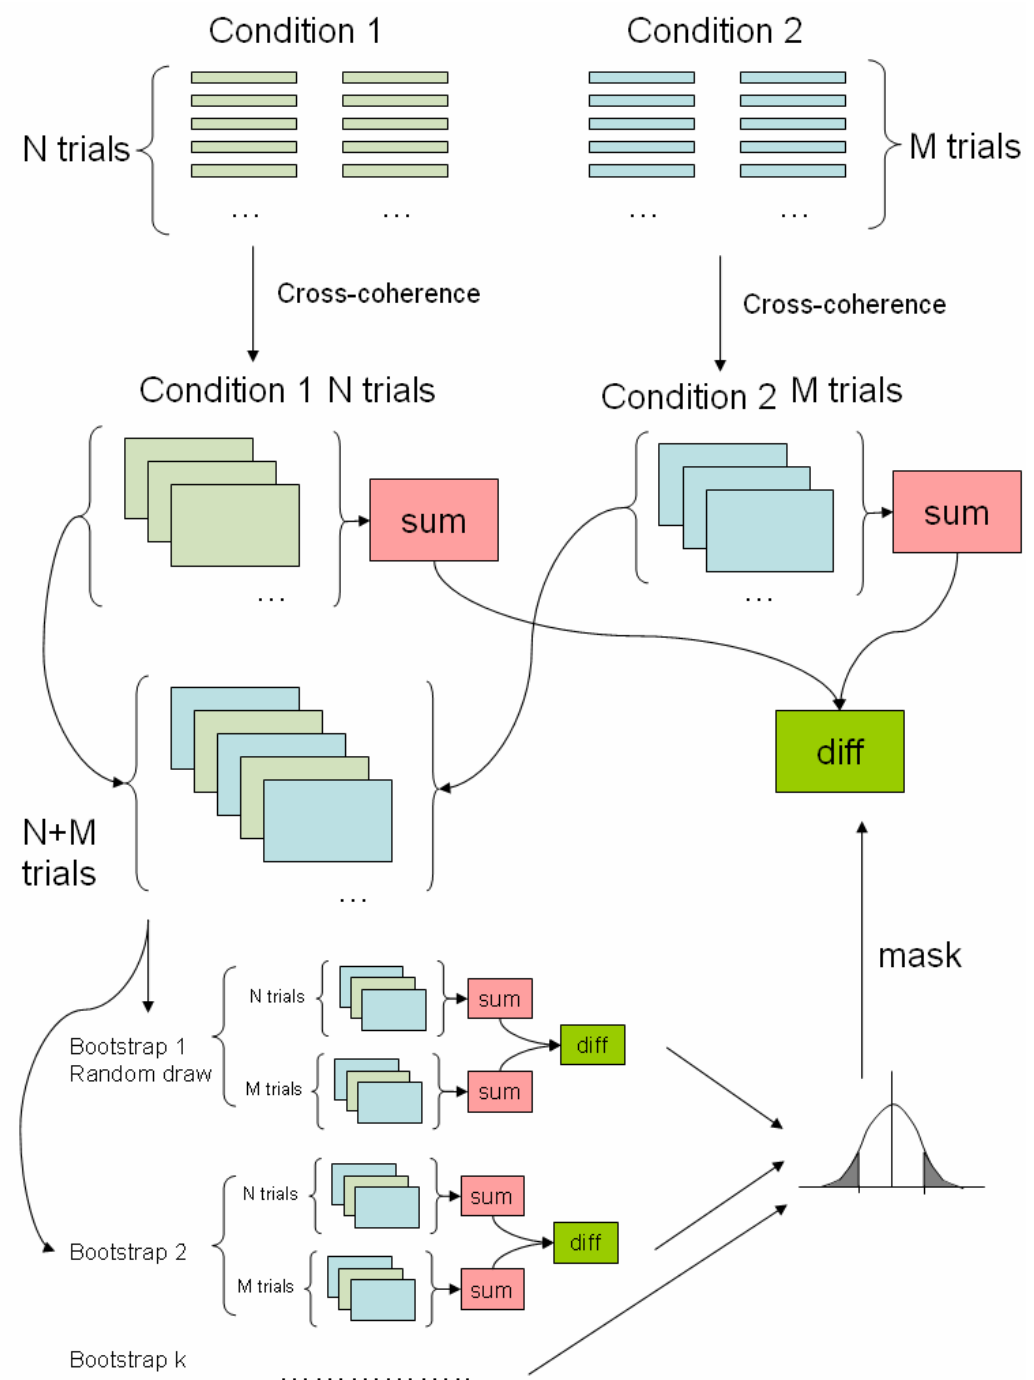 Condition 1
Condition 2
N trials
M trials
... ...
... ...
Cross-coherence
Cross-coherence
Condition 1 N trials
Condition 2 M trials
sum
sum
...
...
diff
N+M
trials
...
mask
N trials
sum
Bootstrap 1
Random draw
diff
M trials
sum
N trials
sum
Bootstrap 2
diff
M trials
sum
Bootstrap k
.................